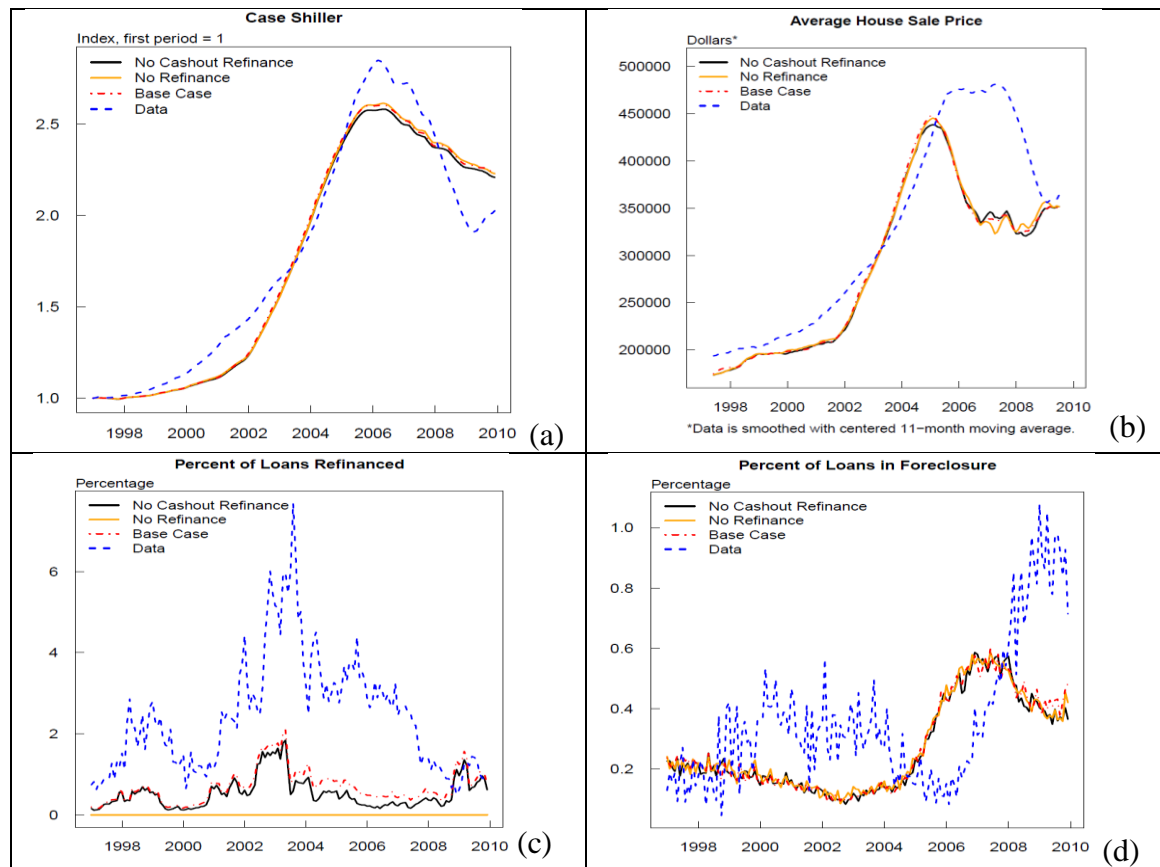 Case Shiller
Index, first period = 1
No Cashout Refinance
No Refinance
Base Case
Data
2.5
2.0
1.5
1.0
1998 2000 2002 2004 2006 2008 2010
(a)
Average House Sale Price
Dollars*
No Cashout Refinance
No Refinance
Base Case
Data
500000
450000
400000
350000
300000
250000
200000
1998 2000 2002 2004 2006 2008 2010
*Data is smoothed with centered 11−month moving average.
(b)
Percent of Loans Refinanced
Percentage
No Cashout Refinance
No Refinance
Base Case
Data
6
4
2
0
1998 2000 2002 2004 2006 2008 2010
(c)
Percent of Loans in Foreclosure
Percentage
No Cashout Refinance
No Refinance
Base Case
Data
1.0
0.8
0.6
0.4
0.2
1998 2000 2002 2004 2006 2008 2010
(d)